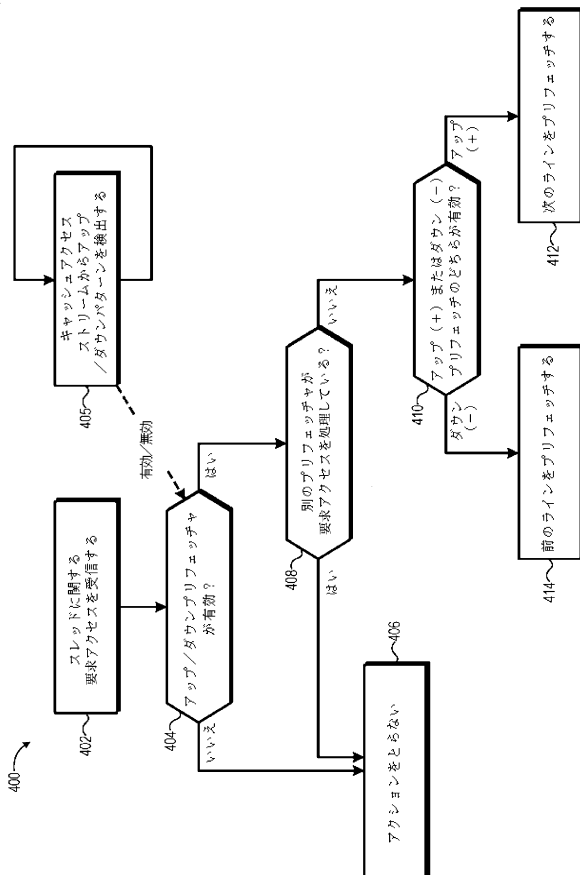 400
スレッドに関する
要求アクセスを受信する
402
キャッシュアクセス
ストリームからアップ
/ダウンパターンを検出する
405
有効/無効
アップ/ダウンプリフェッチャ
が有効？
404
はい
いいえ
別のプリフェッチャが
要求アクセスを処理している？
408
いいえ
はい
アクションをとらない
406
アップ（+）またはダウン（-）
プリフェッチのどちらが有効？
410
アップ
（+）
ダウン
（-）
次のラインをプリフェッチする
412
前のラインをプリフェッチする
414